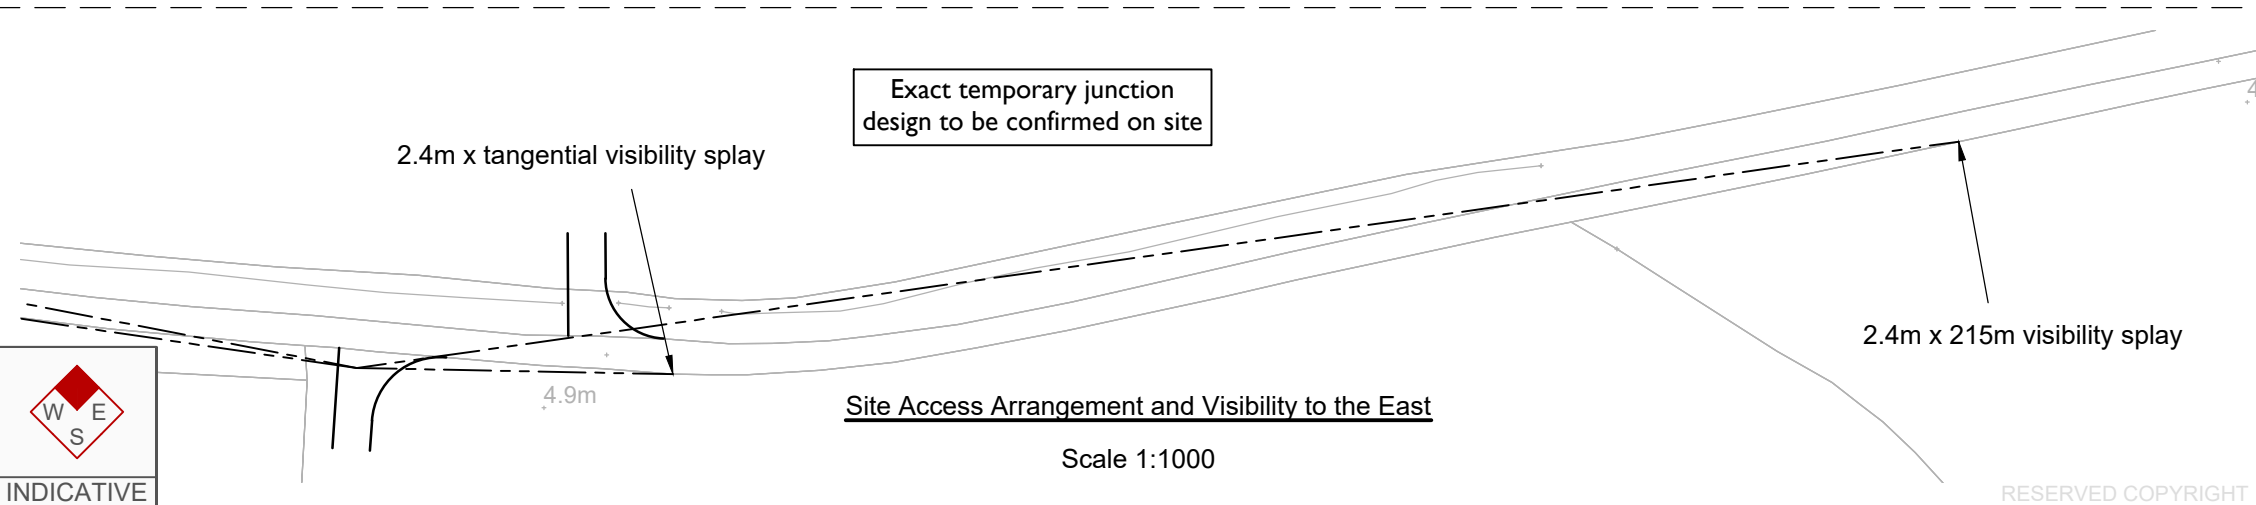 Exact temporary junction
design to be confirmed on site
2.4m x tangential visibility splay
4
2.4m x 215m visibility splay
4.9m
Site Access Arrangement and Visibility to the East
Scale 1:1000
W E
S
INDICATIVE
RESERVED COPYRIGHT